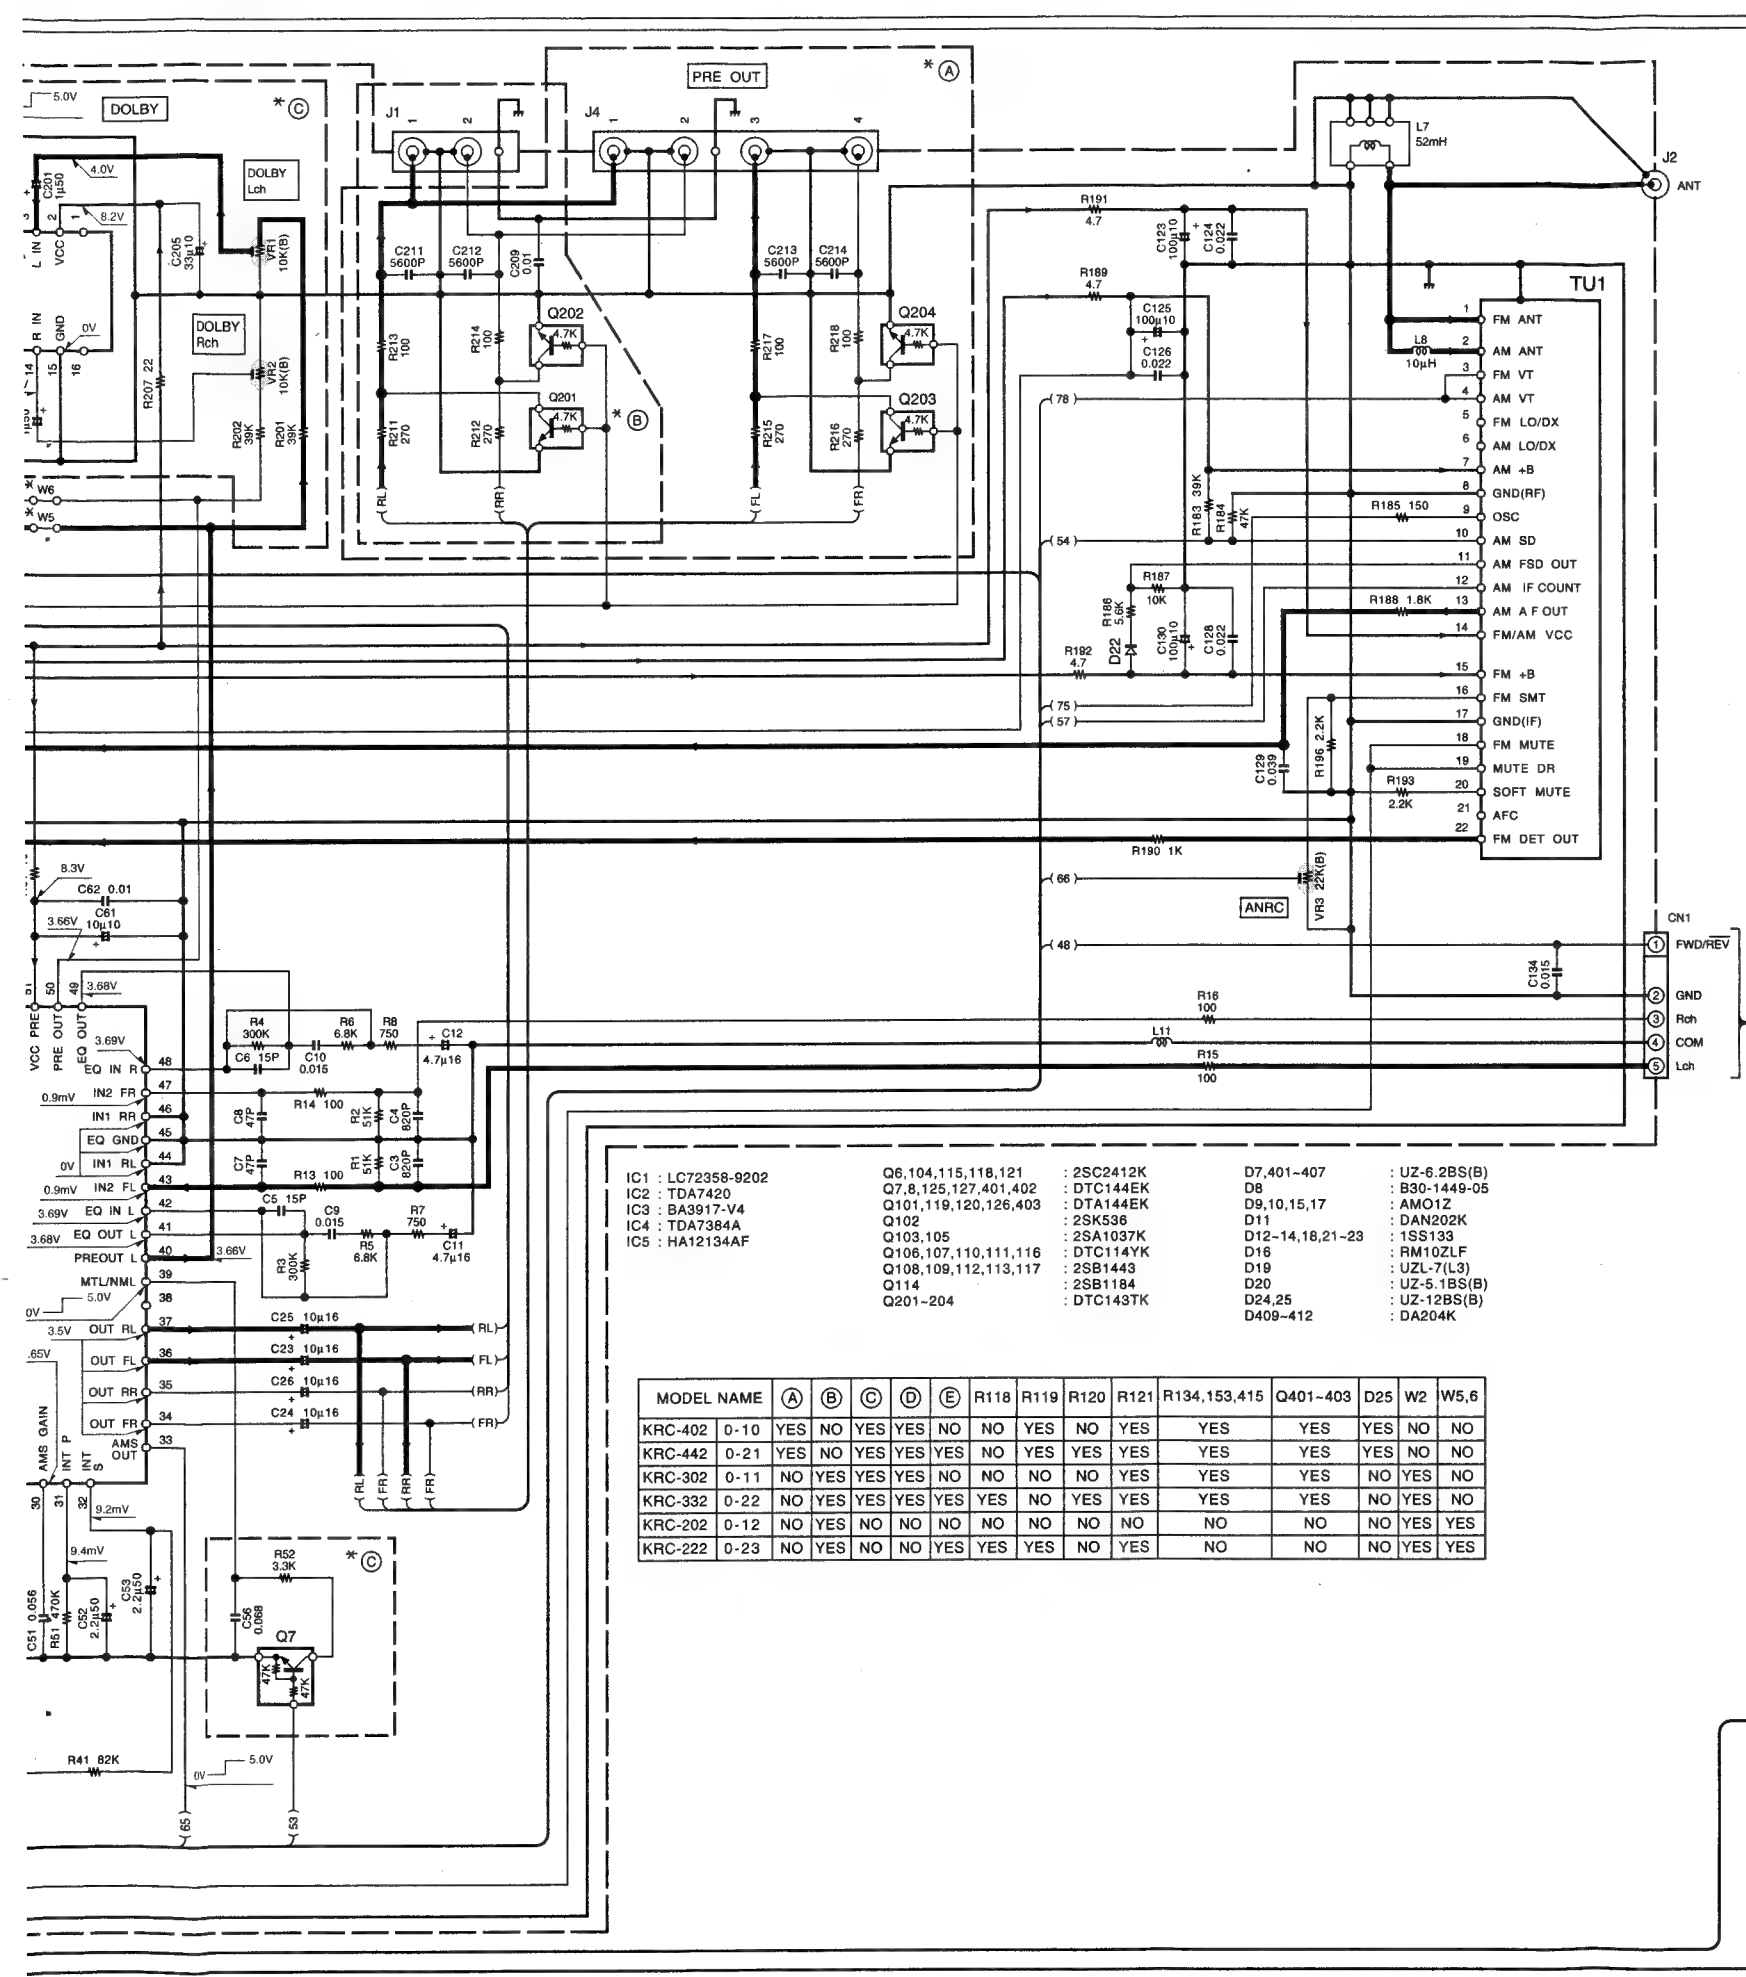 PRE OUT
* A
5.0V
DOLBY
* C
J1
1
2
J4
1
2
3
4
L7
52mH
J2
ANT
4.0V
C201
1µ50
DOLBY
Lch
3
2
1
8.2V
L IN
VCC
C205
33µ10
VR1
10K(B)
R191
4.7
C123
100µ10
C124
0.022
C211
5600P
C212
5600P
C209
0.01
C213
5600P
C214
5600P
R189
4.7
TU1
R IN
GND
0V
DOLBY
Rch
14
15
16
R207 22
VR2
10K(B)
R202
39K
R201
39K
R213
100
R214
100
Q202
4.7K
R217
100
R218
100
Q204
4.7K
C125
100µ10
C126
0.022
L8
10µH
R211
270
R212
270
Q201
4.7K
* B
R215
270
R216
270
Q203
4.7K
(RL)
(RR)
(FL)
(FR)
* W6
* W5
1 FM ANT
2 AM ANT
3 FM VT
4 AM VT
5 FM LO/DX
6 AM LO/DX
7 AM +B
8 GND(RF)
9 OSC
10 AM SD
11 AM FSD OUT
12 AM IF COUNT
13 AM A F OUT
14 FM/AM VCC
15 FM +B
16 FM SMT
17 GND(IF)
18 FM MUTE
19 MUTE DR
20 SOFT MUTE
21 AFC
22 FM DET OUT
(78)
R183 39K
R184
47K
R185 150
(54)
R187
10K
R186
5.6K
D22
C130
100µ10
C128
0.022
R188 1.8K
R192
4.7
(75)
(57)
C129
0.039
R196 2.2K
R193
2.2K
R190 1K
(66)
VR3
22K(B)
ANRC
(48)
CN1
1 FWD/REV
2 GND
3 Rch
4 COM
5 Lch
C134
0.015
R16
100
L11
R15
100
8.3V
C62 0.01
C61
10µ10
3.66V
50
49
3.68V
VCC PRE
PRE OUT
EQ OUT
3.69V
EQ IN R 48
IN2 FR 47
0.9mV
IN1 RR 46
EQ GND 45
IN1 RL 44
0V
IN2 FL 43
0.9mV
EQ IN L 42
3.69V
EQ OUT L 41
3.68V
PREOUT L 40
3.66V
MTL/NML 39
0V
5.0V
38
OUT RL 37
3.5V
OUT FL 36
.65V
OUT RR 35
OUT FR 34
AMS
OUT
33
AMS GAIN
INT P
INT
S
30
31
32
9.2mV
R4
300K
C6 15P
R6
6.8K
R8
750
C12
4.7µ16
C10
0.015
C8
47P
R14 100
R2
51K
C4
820P
C7
47P
R13 100
R1
51K
C3
820P
C5 15P
C9
0.015
R7
750
R5
6.8K
C11
4.7µ16
R3
300K
C25 10µ16
(RL)
C23 10µ16
(FL)
C26 10µ16
(RR)
C24 10µ16
(FR)
(RL)
(FR)
(RR)
(FR)
9.4mV
C51 0.056
R51 470K
C52
2.2µ50
C53
2.2µ50
* C
R52
3.3K
C56
0.068
Q7
47K
47K
R41 82K
0V
5.0V
(65)
(53)
IC1 : LC72358-9202
IC2 : TDA7420
IC3 : BA3917-V4
IC4 : TDA7384A
IC5 : HA12134AF
Q6,104,115,118,121 : 2SC2412K
Q7,8,125,127,401,402 : DTC144EK
Q101,119,120,126,403 : DTA144EK
Q102 : 2SK536
Q103,105 : 2SA1037K
Q106,107,110,111,116 : DTC114YK
Q108,109,112,113,117 : 2SB1443
Q114 : 2SB1184
Q201~204 : DTC143TK
D7,401~407 : UZ-6.2BS(B)
D8 : B30-1449-05
D9,10,15,17 : AMO1Z
D11 : DAN202K
D12~14,18,21~23 : 1SS133
D16 : RM10ZLF
D19 : UZL-7(L3)
D20 : UZ-5.1BS(B)
D24,25 : UZ-12BS(B)
D409~412 : DA204K
MODEL NAME A B C D E R118 R119 R120 R121 R134,153,415 Q401~403 D25 W2 W5,6
KRC-402 0-10 YES NO YES YES NO NO YES NO YES YES YES YES NO NO
KRC-442 0-21 YES NO YES YES YES NO YES YES YES YES YES YES NO NO
KRC-302 0-11 NO YES YES YES NO NO NO NO YES YES YES NO YES NO
KRC-332 0-22 NO YES YES YES YES YES NO YES YES YES YES NO YES NO
KRC-202 0-12 NO YES NO NO NO NO NO NO NO NO NO NO YES YES
KRC-222 0-23 NO YES NO NO YES YES YES NO YES NO NO NO YES YES